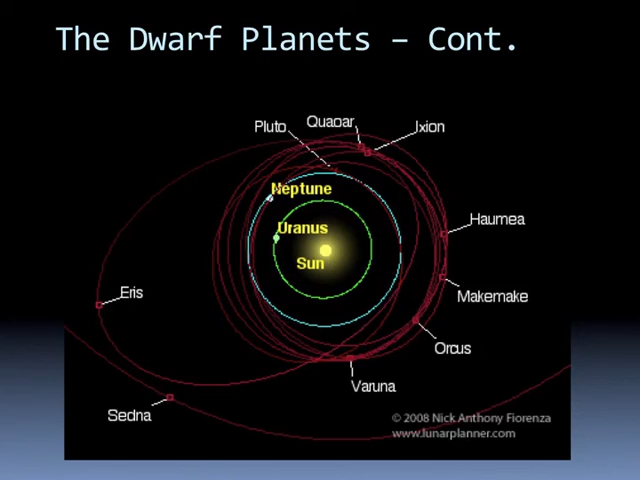 The Dwarf Planets – Cont.
Quaoar
Pluto
Ixion
Neptune
Uranus
Haumea
Sun
Eris
Makemake
Orcus
Varuna
Sedna
© 2008 Nick Anthony Fiorenza
www.lunarplanner.com